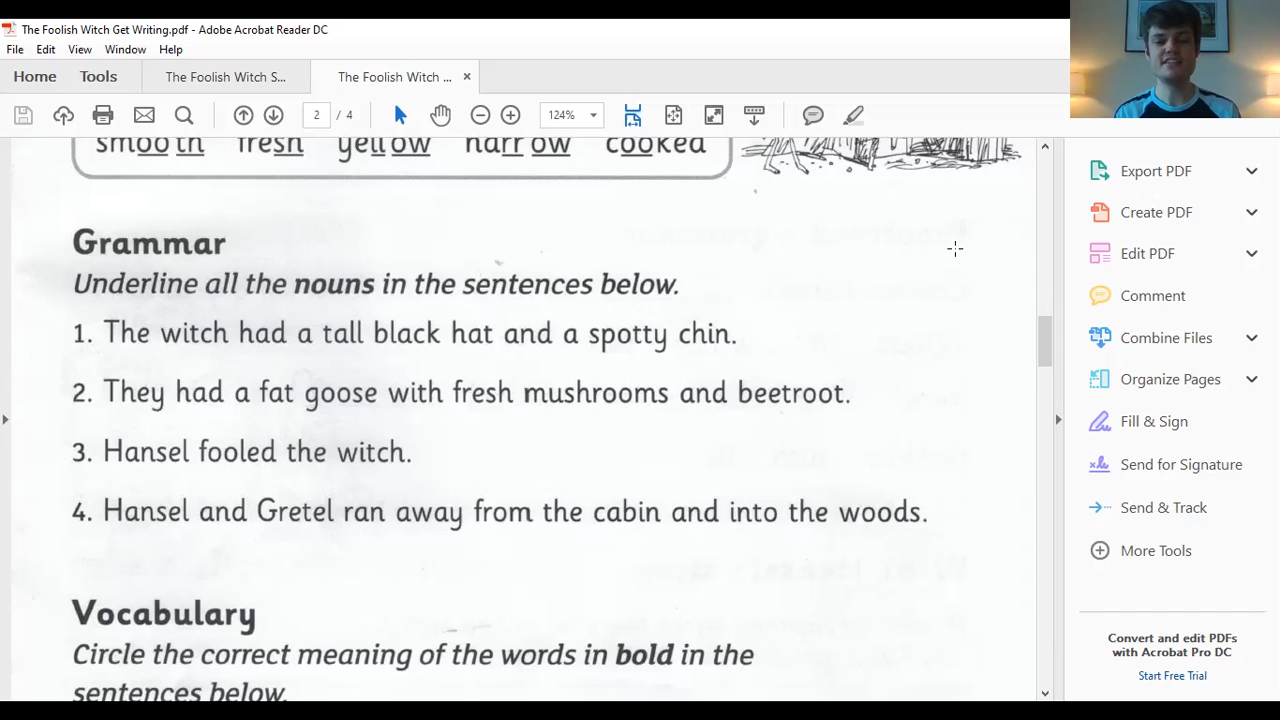 The Foolish Witch Get Writing.pdf - Adobe Acrobat Reader DC
File Edit View Window Help
Home Tools The Foolish Witch S... The Foolish Witch ... ×
2 / 4 124%
smooth fresh yellow narrow cooked
Grammar
Underline all the nouns in the sentences below.
1. The witch had a tall black hat and a spotty chin.
2. They had a fat goose with fresh mushrooms and beetroot.
3. Hansel fooled the witch.
4. Hansel and Gretel ran away from the cabin and into the woods.
Vocabulary
Circle the correct meaning of the words in bold in the
sentences below.
Export PDF
Create PDF
Edit PDF
Comment
Combine Files
Organize Pages
Fill & Sign
Send for Signature
Send & Track
More Tools
Convert and edit PDFs
with Acrobat Pro DC
Start Free Trial